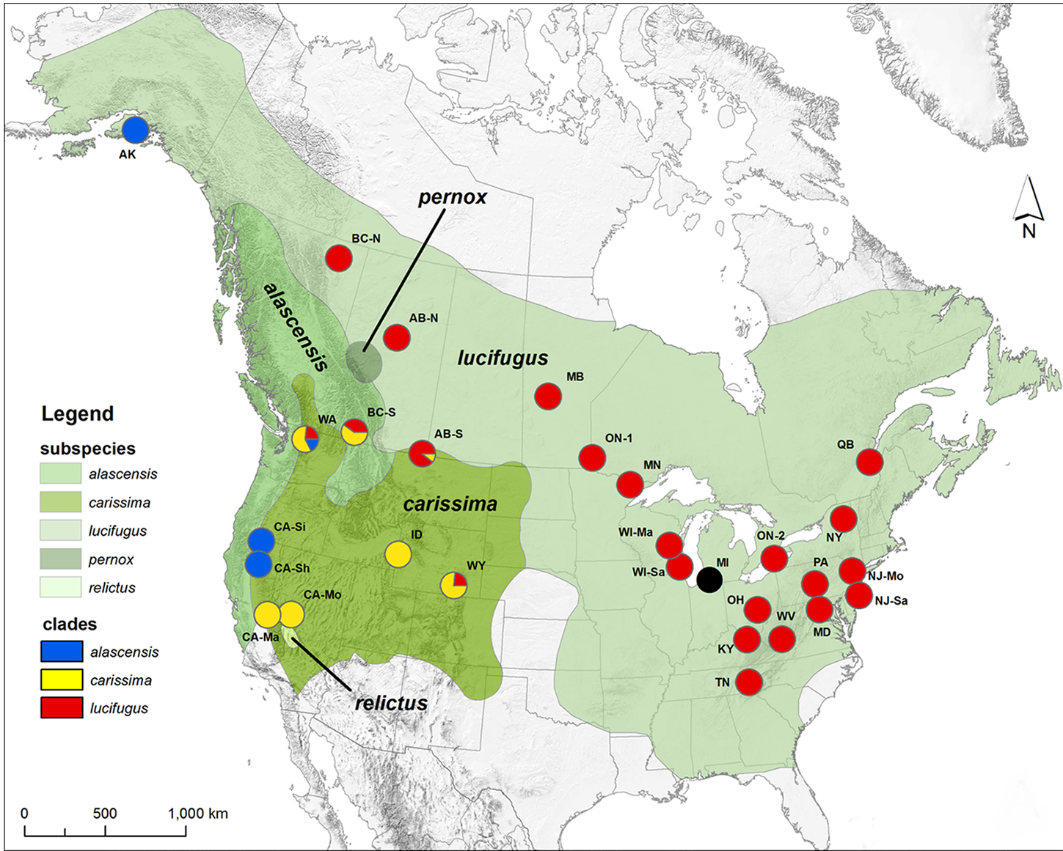 AK
N
pernox
BC-N
alascensis
AB-N
lucifugus
MB
Legend
subspecies
alascensis
carissima
lucifugus
pernox
relictus
clades
alascensis
carissima
lucifugus
WA
BC-S
AB-S
ON-1
MN
QB
carissima
CA-Si
CA-Sh
ID
WY
CA-Mo
CA-Ma
relictus
WI-Ma
WI-Sa
MI
ON-2
NY
PA
NJ-Mo
NJ-Sa
OH
WV
MD
KY
TN
0 500 1,000 km